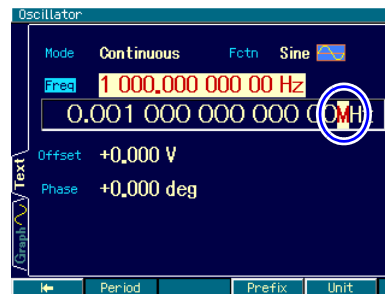 Oscillator
Mode Continuous Fctn Sine
Freq 1 000.000 000 00 Hz
0.001 000 000 000 00MHz
Offset +0.000 V
Phase +0.000 deg
Text
Graph
Period Prefix Unit